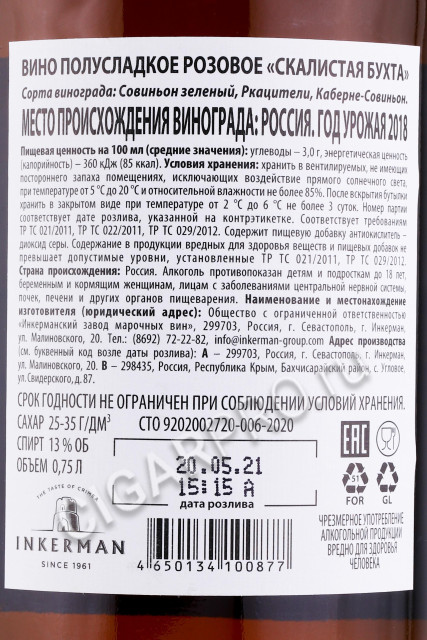 ВИНО ПОЛУСЛАДКОЕ РОЗОВОЕ «СКАЛИСТАЯ БУХТА»
Сорта винограда: Совиньон зеленый, Ркацители, Каберне-Совиньон.
МЕСТО ПРОИСХОЖДЕНИЯ ВИНОГРАДА: РОССИЯ. ГОД УРОЖАЯ 2018
Пищевая ценность на 100 мл (средние значения): углеводы – 3,0 г, энергетическая ценность
(калорийность) – 360 кДж (85 ккал). Условия хранения: хранить в вентилируемых, не имеющих
постороннего запаха помещениях, исключающих воздействие прямого солнечного света,
при температуре от 5 °С до 20 °С и относительной влажности не более 85%. После вскрытия бутылки
хранить в закрытом виде при температуре от 2 °С до 6 °С не более 3 суток. Номер партии
соответствует дате розлива, указанной на контрэтикетке. Соответствует требованиям
ТР ТС 021/2011, ТР ТС 022/2011, ТР ТС 029/2012. Содержит пищевую добавку антиокислитель –
диоксид серы. Содержание в продукции вредных для здоровья веществ и пищевых добавок не
превышает допустимые уровни, установленные ТР ТС 021/2011, ТР ТС 029/2012.
Страна происхождения: Россия. Алкоголь противопоказан детям и подросткам до 18 лет,
беременным и кормящим женщинам, лицам с заболеваниями центральной нервной системы,
почек, печени и других органов пищеварения. Наименование и местонахождение
изготовителя (юридический адрес): Общество с ограниченной ответственностью
«Инкерманский завод марочных вин», 299703, Россия, г. Севастополь, г. Инкерман,
ул. Малиновского, 20. Тел.: (8692) 72-22-82, info@inkerman-group.com Адрес производства
(см. буквенный код возле даты розлива): А – 299703, Россия, г. Севастополь, г. Инкерман,
ул. Малиновского, 20. В – 298435, Россия, Республика Крым, Бахчисарайский район, с. Угловое,
ул. Свидерского, д. 87.
СРОК ГОДНОСТИ НЕ ОГРАНИЧЕН ПРИ СОБЛЮДЕНИИ УСЛОВИЙ ХРАНЕНИЯ.
САХАР 25-35 Г/ДМ³
СТО 9202002720-006-2020
СПИРТ 13 % ОБ
ОБЪЕМ 0,75 Л
20.05.21
15:15 А
дата розлива
EAC
51
FOR
GL
THE TASTE OF CRIMEA
INKERMAN
SINCE 1961
4 650134 100877
ЧРЕЗМЕРНОЕ УПОТРЕБЛЕНИЕ
АЛКОГОЛЬНОЙ ПРОДУКЦИИ
ВРЕДНО ДЛЯ ЗДОРОВЬЯ
ЧЕЛОВЕКА
CIGARPRO.RU